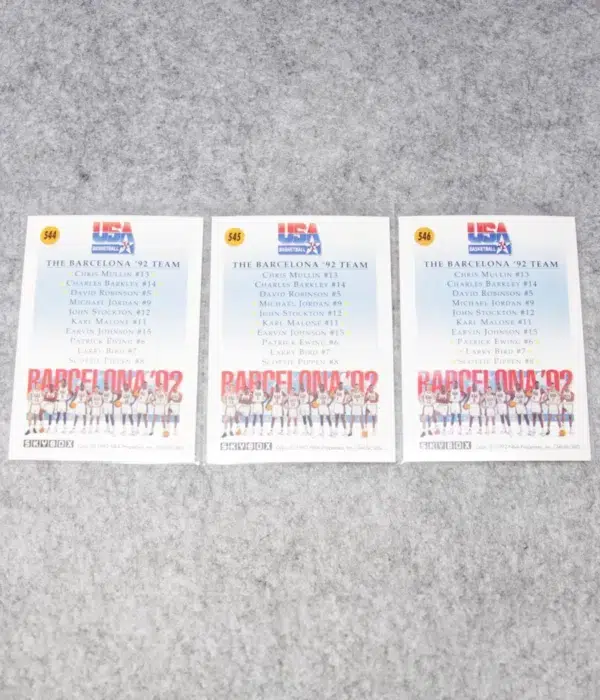 544
USA
BASKETBALL
THE BARCELONA '92 TEAM
CHRIS MULLIN #13
CHARLES BARKLEY #14
DAVID ROBINSON #5
MICHAEL JORDAN #9
JOHN STOCKTON #12
KARL MALONE #11
EARVIN JOHNSON #15
PATRICK EWING #6
LARRY BIRD #7
SCOTTIE PIPPEN #8
BARCELONA '92
SKYBOX
545
USA
BASKETBALL
THE BARCELONA '92 TEAM
CHRIS MULLIN #13
CHARLES BARKLEY #14
DAVID ROBINSON #5
MICHAEL JORDAN #9
JOHN STOCKTON #12
KARL MALONE #11
EARVIN JOHNSON #15
PATRICK EWING #6
LARRY BIRD #7
SCOTTIE PIPPEN #8
BARCELONA '92
SKYBOX
546
USA
BASKETBALL
THE BARCELONA '92 TEAM
CHRIS MULLIN #13
CHARLES BARKLEY #14
DAVID ROBINSON #5
MICHAEL JORDAN #9
JOHN STOCKTON #12
KARL MALONE #11
EARVIN JOHNSON #15
PATRICK EWING #6
LARRY BIRD #7
SCOTTIE PIPPEN #8
BARCELONA '92
SKYBOX